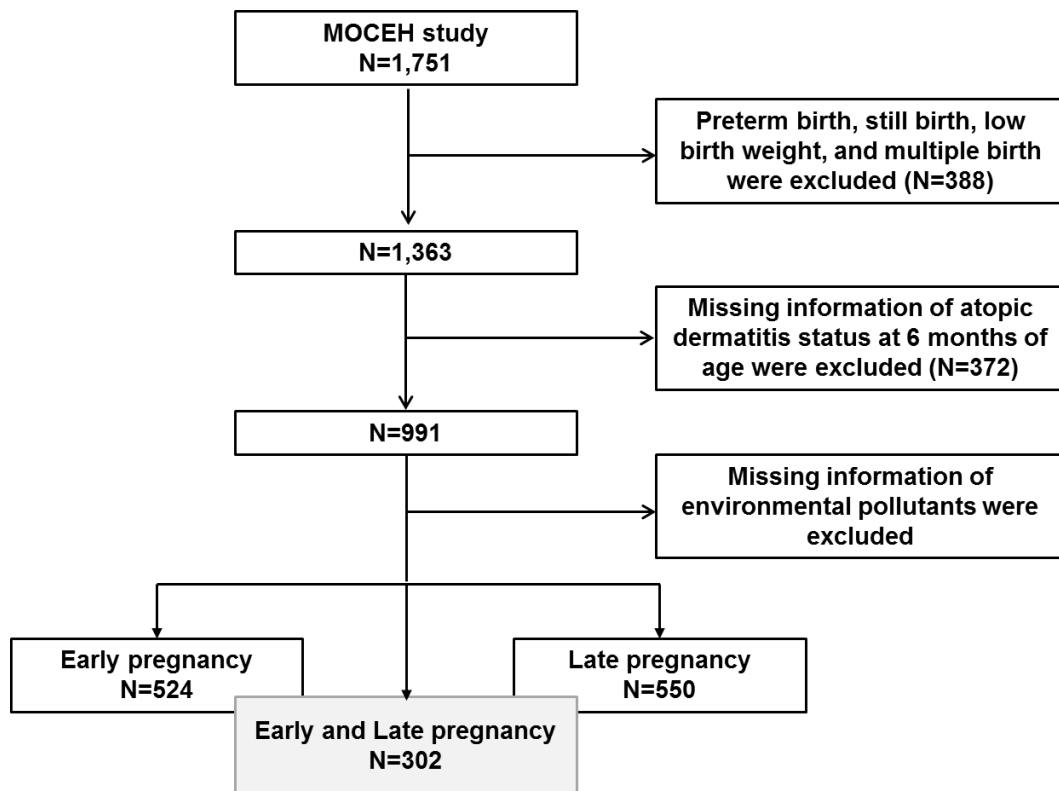 MOCEH study
N=1,751
Preterm birth, still birth, low
birth weight, and multiple birth
were excluded (N=388)
N=1,363
Missing information of atopic
dermatitis status at 6 months of
age were excluded (N=372)
N=991
Missing information of
environmental pollutants were
excluded
Early pregnancy
N=524
Late pregnancy
N=550
Early and Late pregnancy
N=302